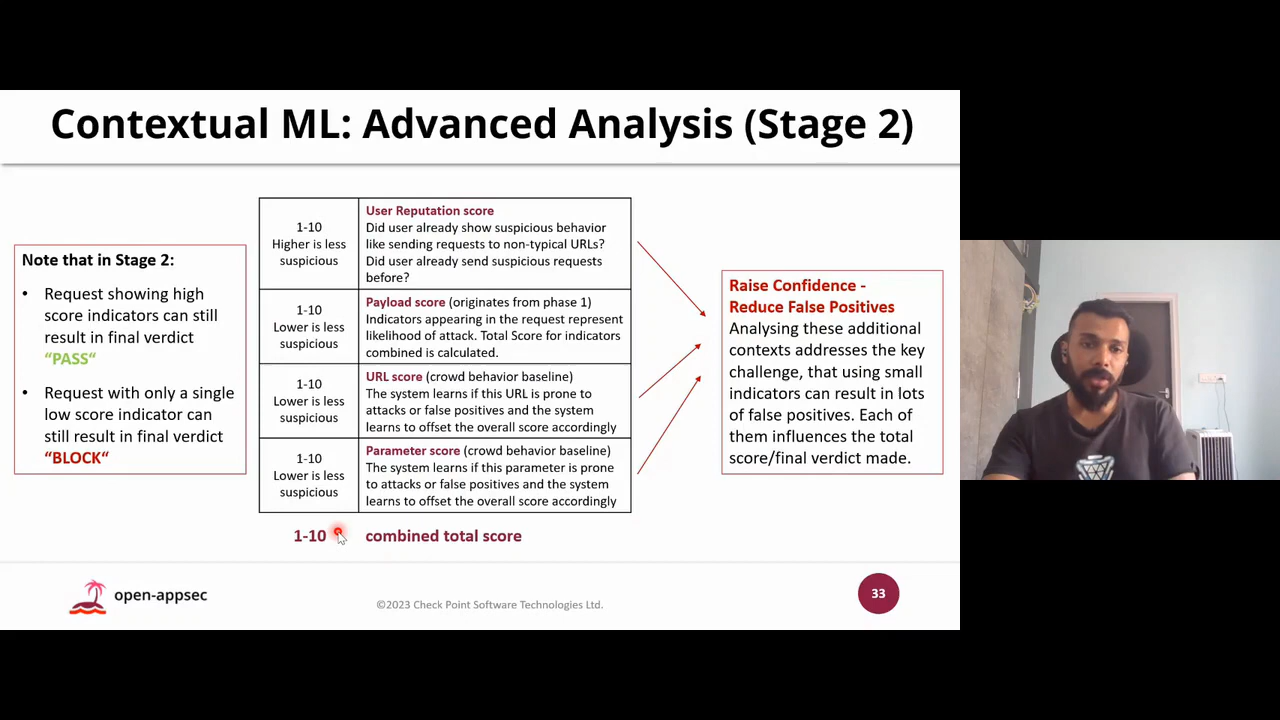 Contextual ML: Advanced Analysis (Stage 2)
Note that in Stage 2:
• Request showing high
score indicators can still
result in final verdict
“PASS“
• Request with only a single
low score indicator can
still result in final verdict
“BLOCK“
1-10
Higher is less
suspicious
User Reputation score
Did user already show suspicious behavior
like sending requests to non-typical URLs?
Did user already send suspicious requests
before?
1-10
Lower is less
suspicious
Payload score (originates from phase 1)
Indicators appearing in the request represent
likelihood of attack. Total Score for indicators
combined is calculated.
1-10
Lower is less
suspicious
URL score (crowd behavior baseline)
The system learns if this URL is prone to
attacks or false positives and the system
learns to offset the overall score accordingly
1-10
Lower is less
suspicious
Parameter score (crowd behavior baseline)
The system learns if this parameter is prone
to attacks or false positives and the system
learns to offset the overall score accordingly
1-10 combined total score
Raise Confidence -
Reduce False Positives
Analysing these additional
contexts addresses the key
challenge, that using small
indicators can result in lots
of false positives. Each of
them influences the total
score/final verdict made.
open-appsec
©2023 Check Point Software Technologies Ltd.
33